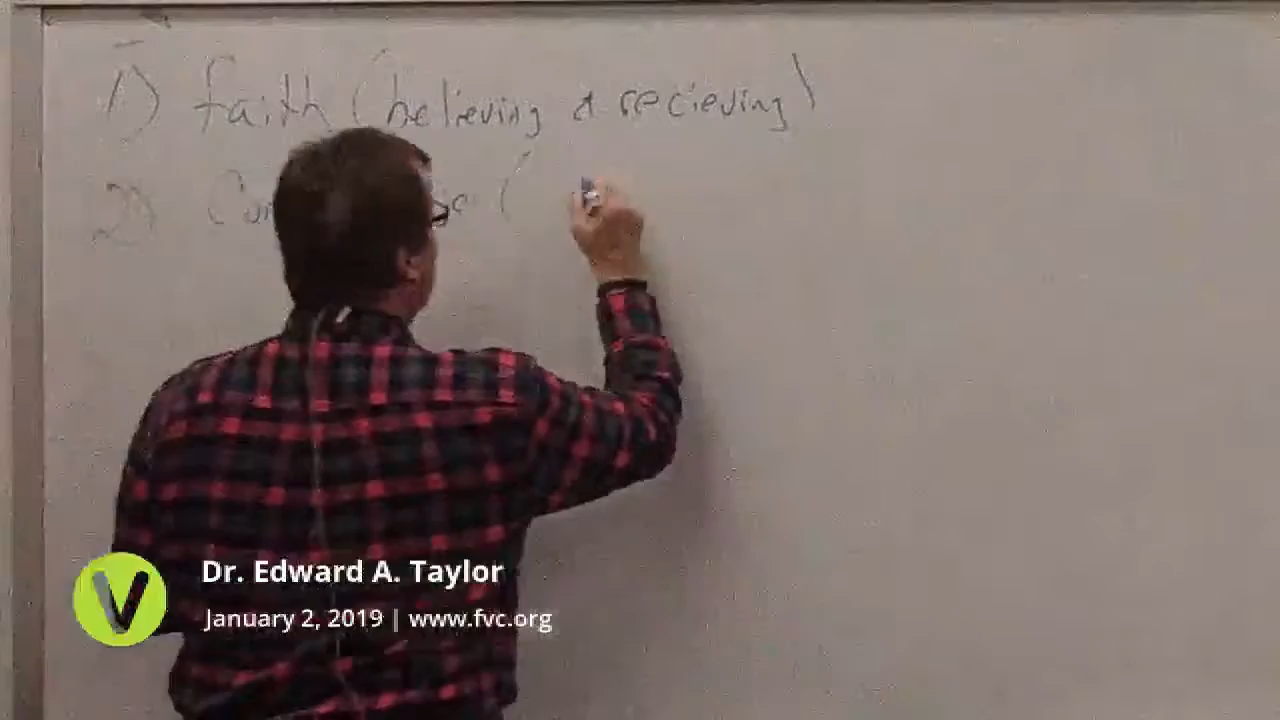 1) faith (believing & recieving)
2) (
Dr. Edward A. Taylor
January 2, 2019 | www.fvc.org